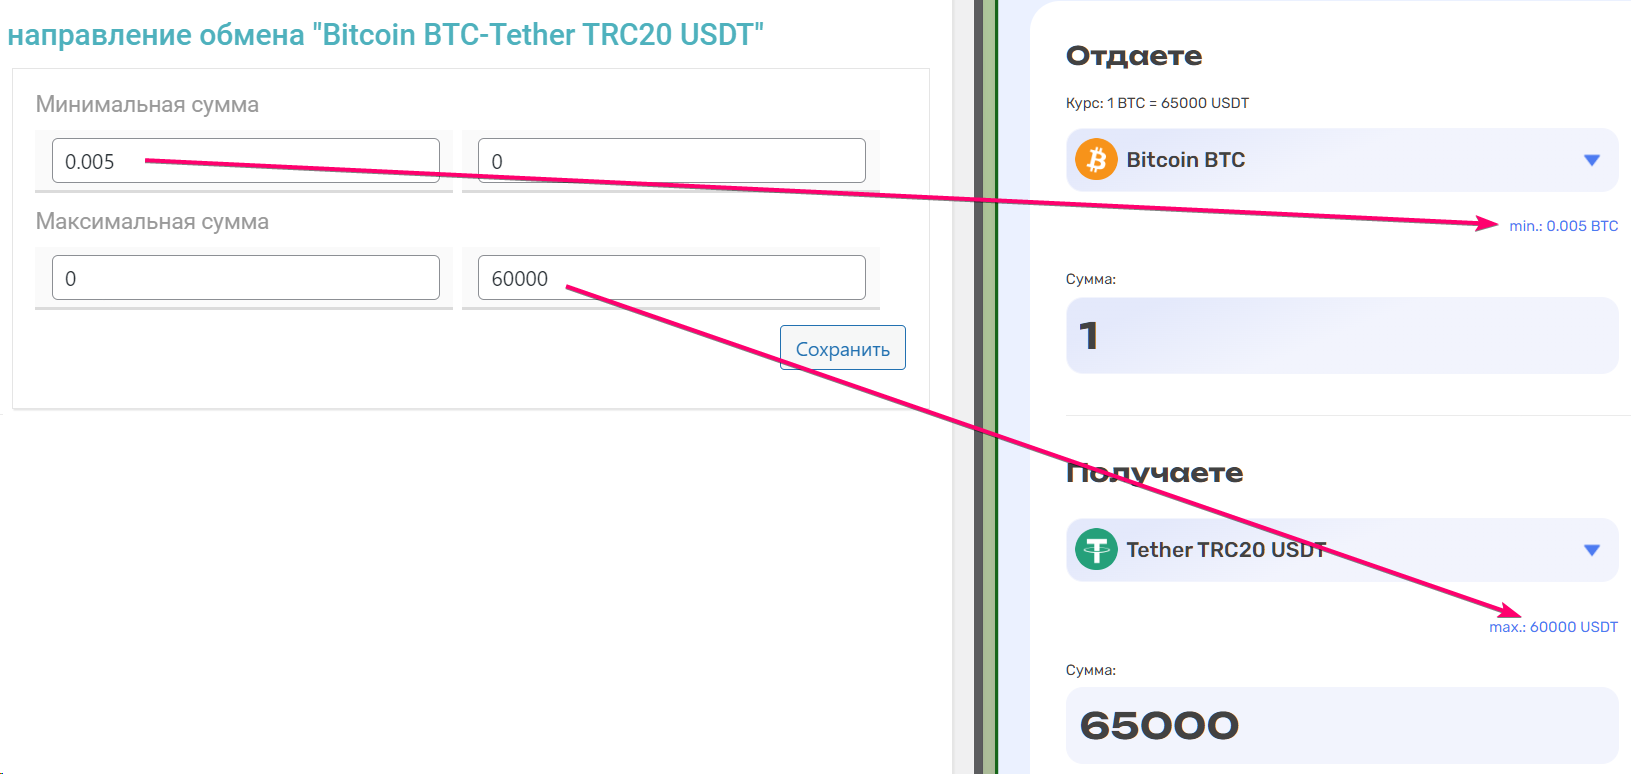 направление обмена "Bitcoin BTC-Tether TRC20 USDT"
Минимальная сумма
0.005
0
Максимальная сумма
0
60000
Сохранить
Отдаете
Курс: 1 BTC = 65000 USDT
Bitcoin BTC
min.: 0.005 BTC
Сумма:
1
Получаете
Tether TRC20 USDT
max.: 60000 USDT
Сумма:
65000